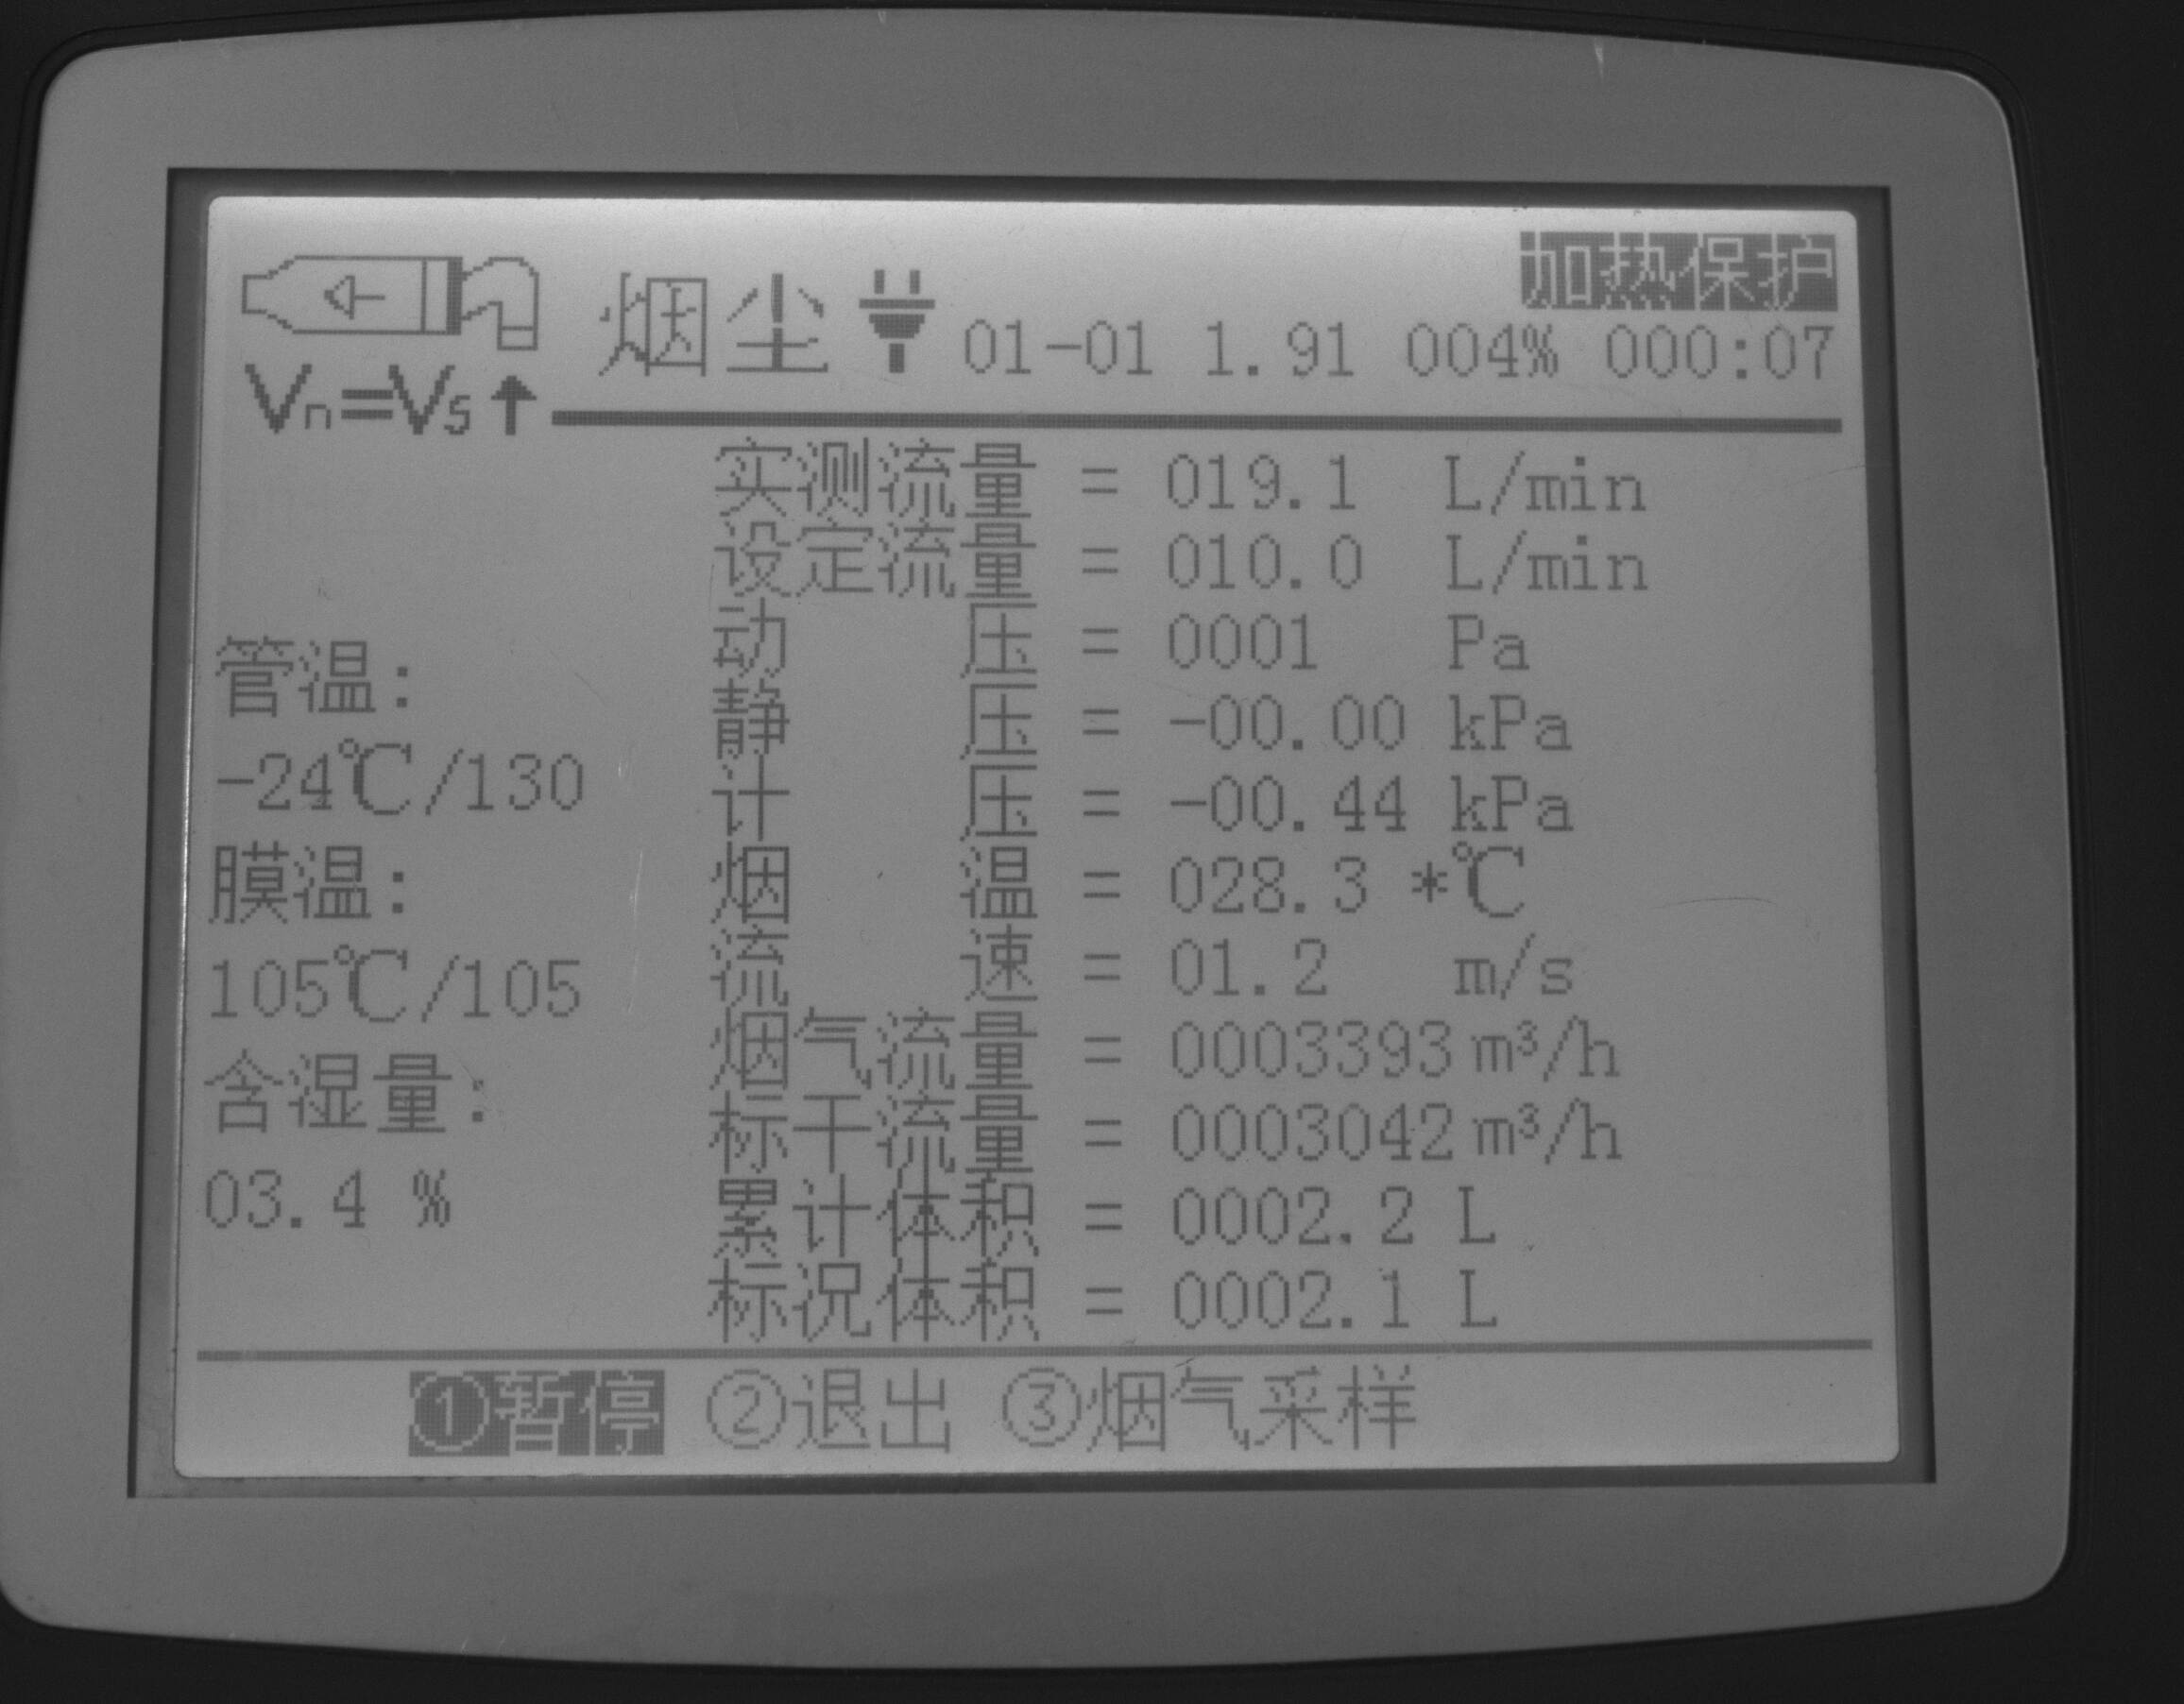 加热保护
烟尘 01-01 1.91 004% 000:07
Vn=Vs↑
实测流量 = 019.1 L/min
设定流量 = 010.0 L/min
动压 = 0001 Pa
静压 = -00.00 kPa
计压 = -00.44 kPa
烟温 = 028.3 *℃
流速 = 01.2 m/s
烟气流量 = 0003393 m³/h
标干流量 = 0003042 m³/h
累计体积 = 0002.2 L
标况体积 = 0002.1 L
管温:
-24℃/130
膜温:
105℃/105
含湿量:
03.4 %
①暂停 ②退出 ③烟气采样